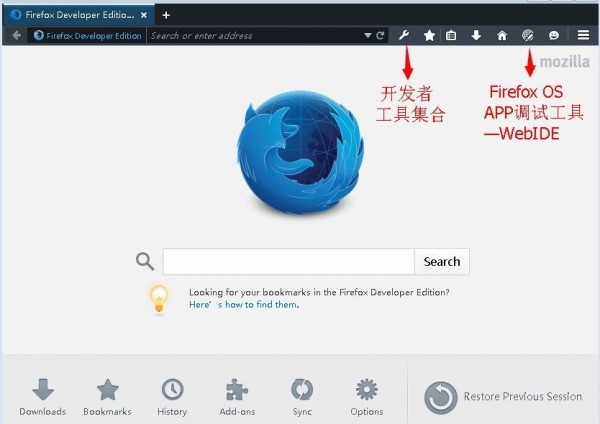 Firefox Developer Edition...
Firefox Developer Edition
Search or enter address
mozilla
开发者
工具集合
Firefox OS
APP调试工具
—WebIDE
Search
Looking for your bookmarks in the Firefox Developer Edition?
Here's how to find them.
Downloads
Bookmarks
History
Add-ons
Sync
Options
Restore Previous Session